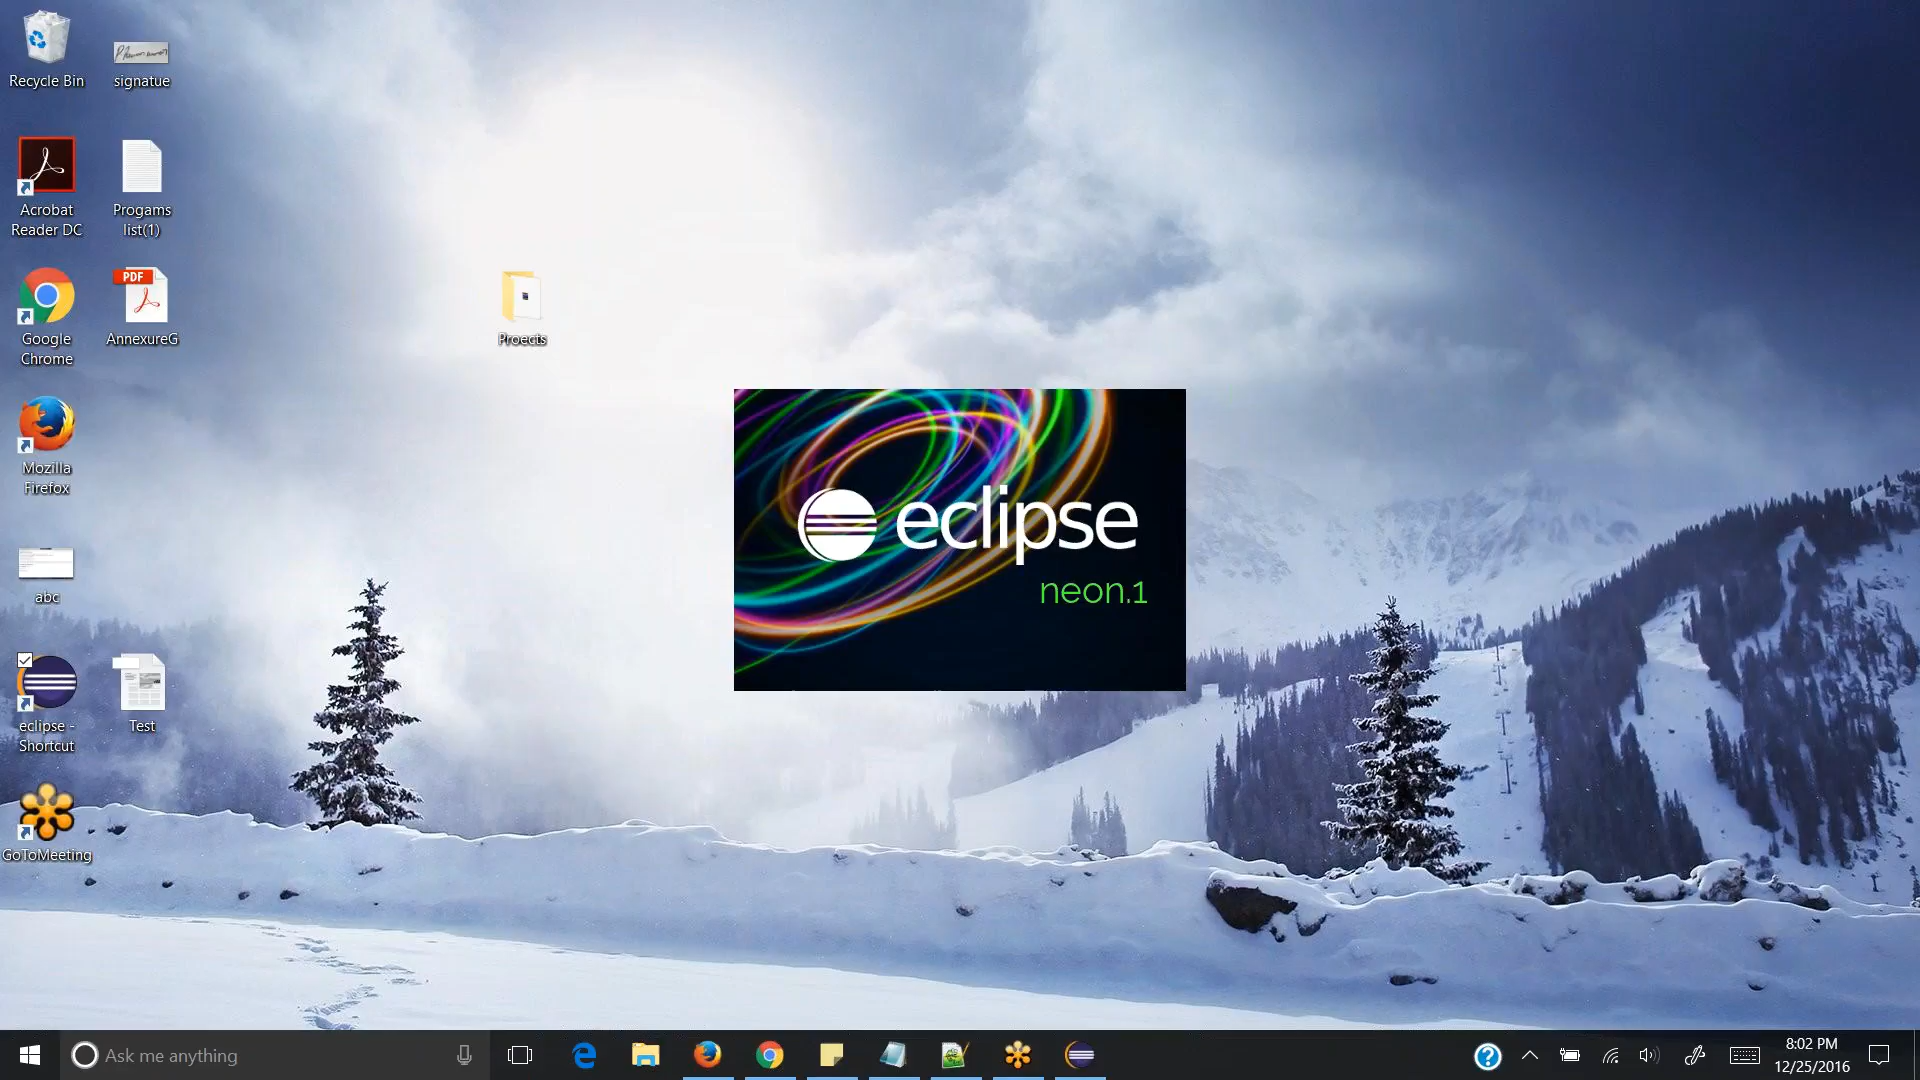 Recycle Bin
signatue
Acrobat
Reader DC
Progams
list(1)
PDF
Google
Chrome
AnnexureG
Proects
Mozilla
Firefox
eclipse
neon.1
abc
eclipse -
Shortcut
Test
GoToMeeting
Ask me anything
8:02 PM
12/25/2016